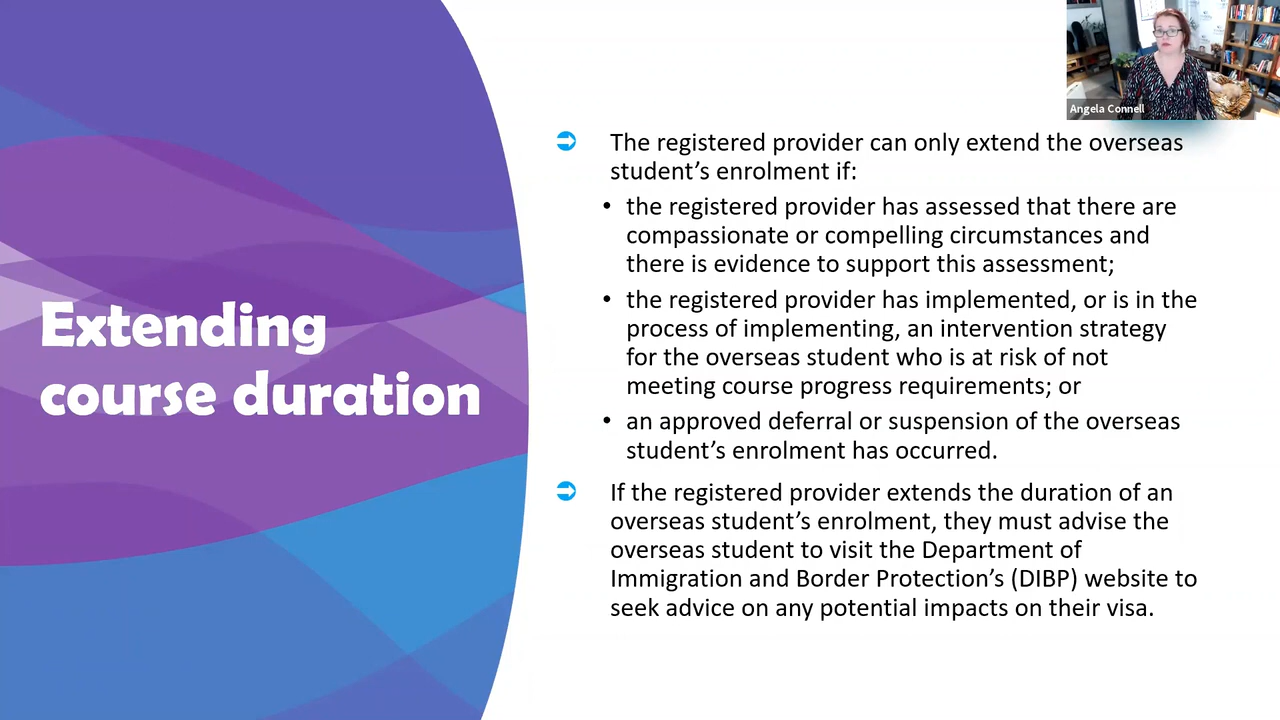 Angela Connell
Extending
course duration
The registered provider can only extend the overseas
student’s enrolment if:
• the registered provider has assessed that there are
compassionate or compelling circumstances and
there is evidence to support this assessment;
• the registered provider has implemented, or is in the
process of implementing, an intervention strategy
for the overseas student who is at risk of not
meeting course progress requirements; or
• an approved deferral or suspension of the overseas
student’s enrolment has occurred.
If the registered provider extends the duration of an
overseas student’s enrolment, they must advise the
overseas student to visit the Department of
Immigration and Border Protection’s (DIBP) website to
seek advice on any potential impacts on their visa.